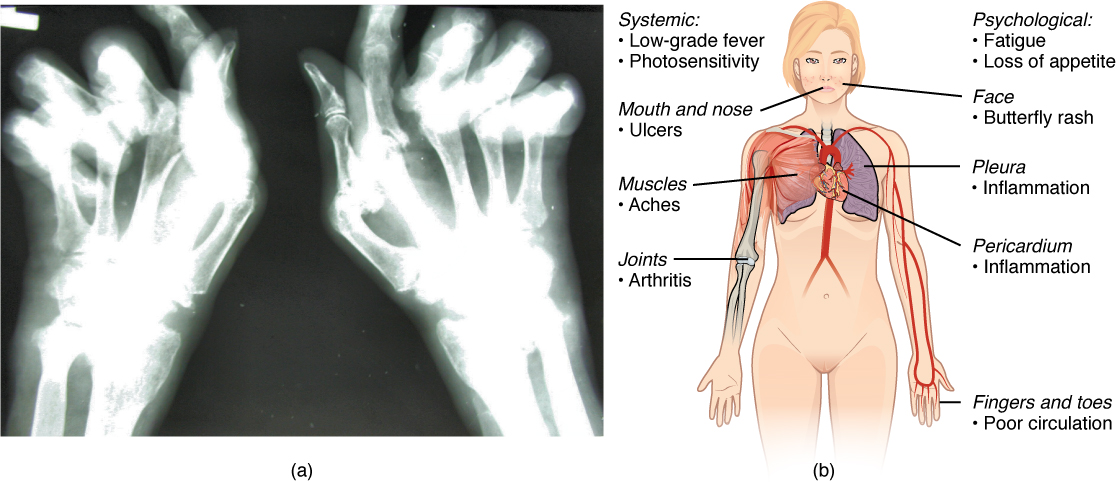 Systemic:
• Low-grade fever
• Photosensitivity
Mouth and nose
• Ulcers
Muscles
• Aches
Joints
• Arthritis
Psychological:
• Fatigue
• Loss of appetite
Face
• Butterfly rash
Pleura
• Inflammation
Pericardium
• Inflammation
Fingers and toes
• Poor circulation
(a)
(b)